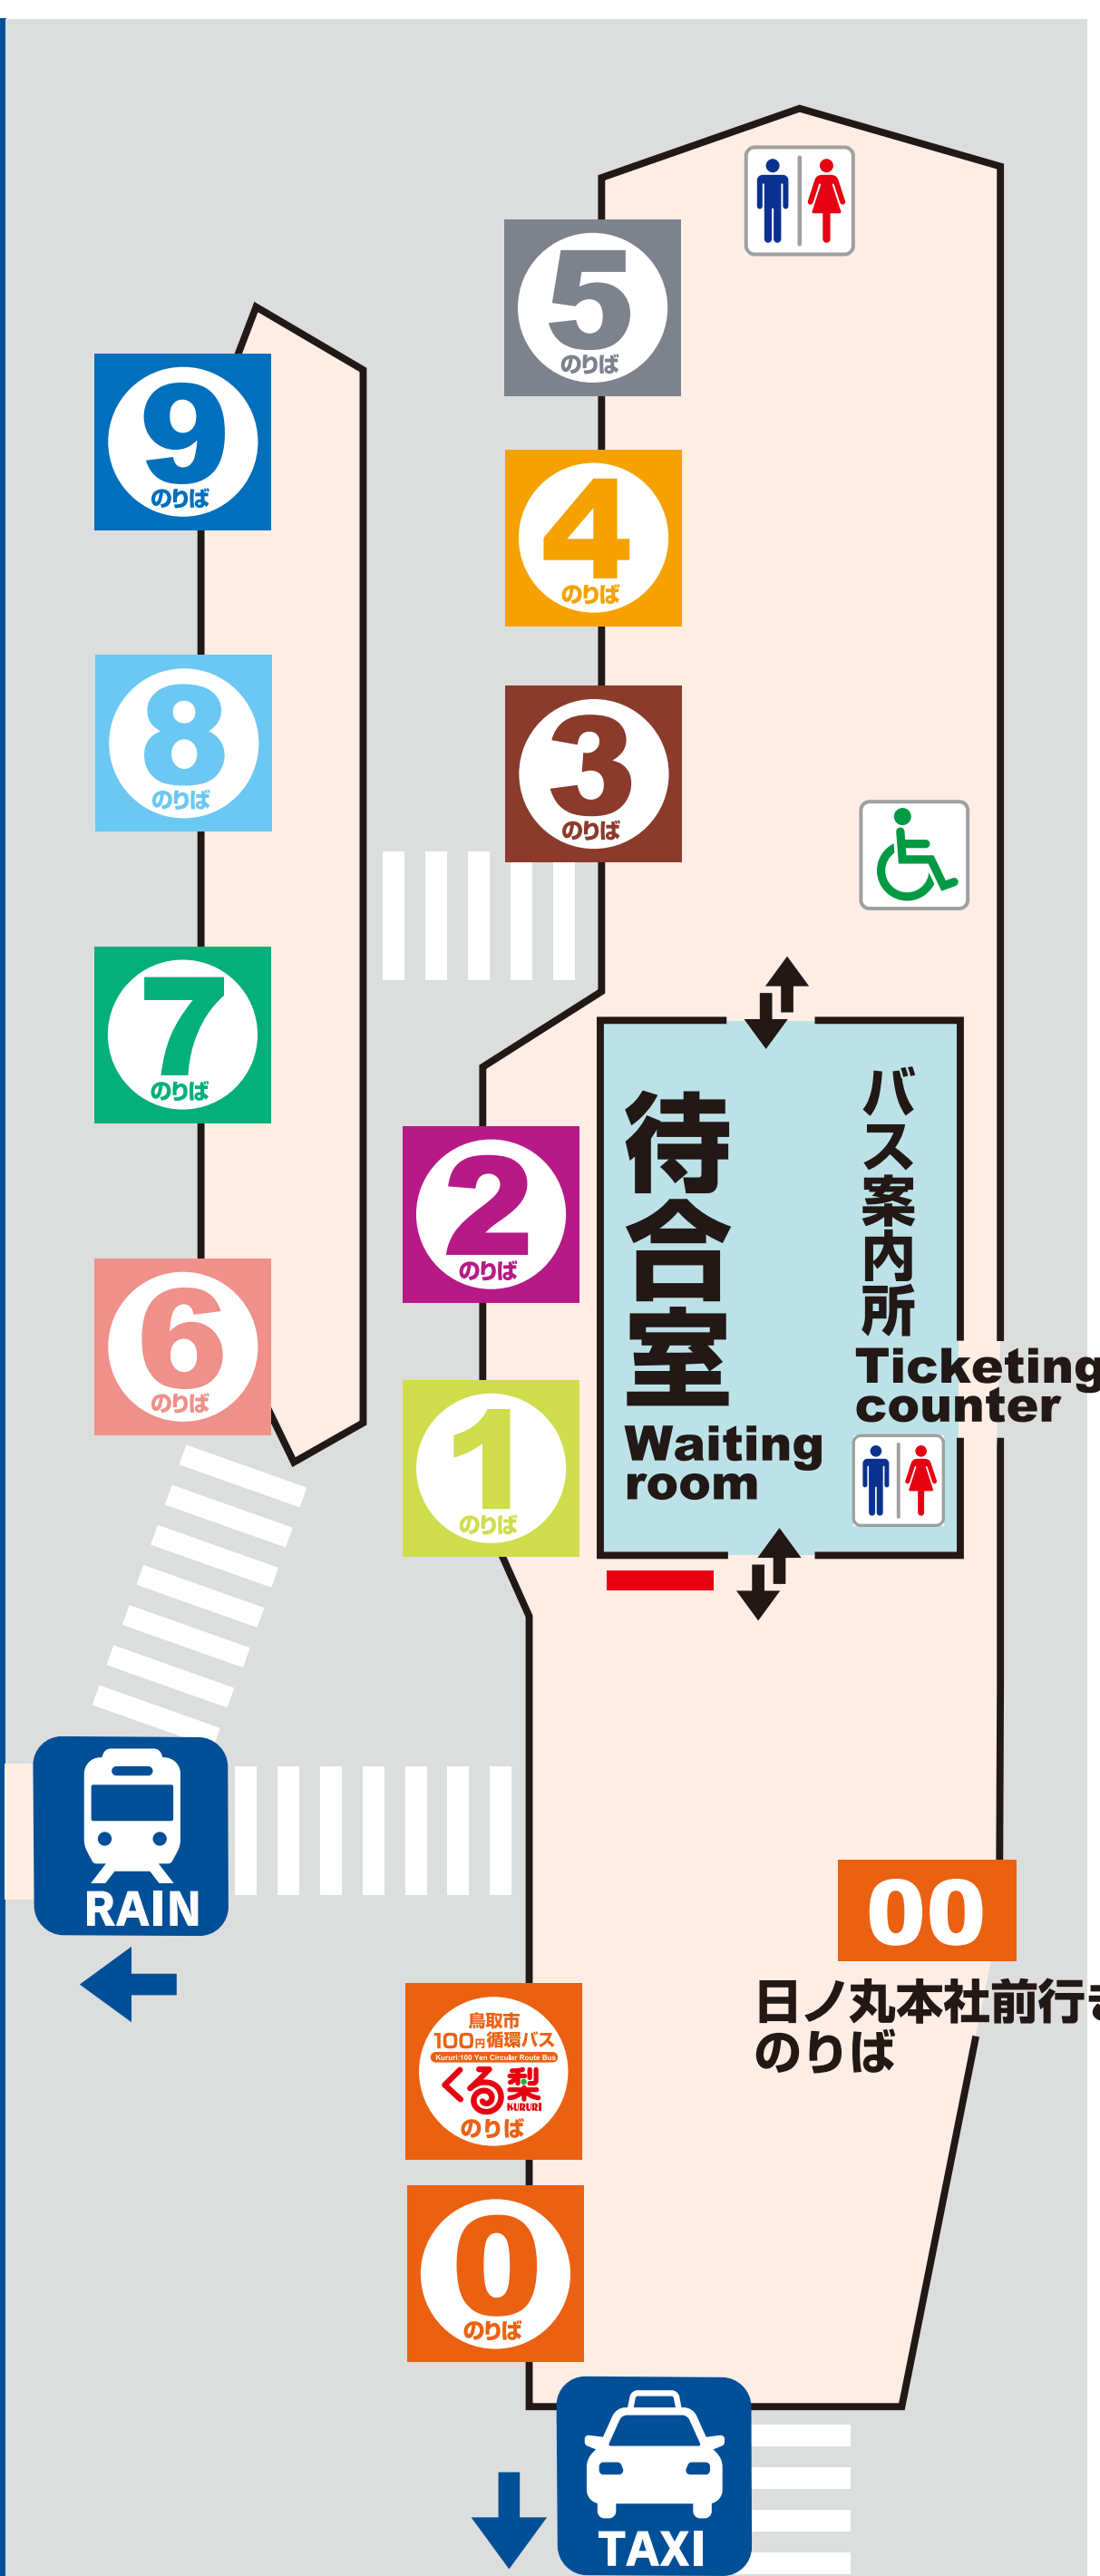 5
のりば
9
のりば
4
のりば
8
のりば
3
のりば
7
のりば
待合室
Waiting
room
バス案内所
Ticketing
counter
2
のりば
6
のりば
1
のりば
RAIN
00
日ノ丸本社前行き
のりば
鳥取市
100円循環バス
Kururi:100 Yen Circular Route Bus
くる梨
KURURI
のりば
0
のりば
TAXI